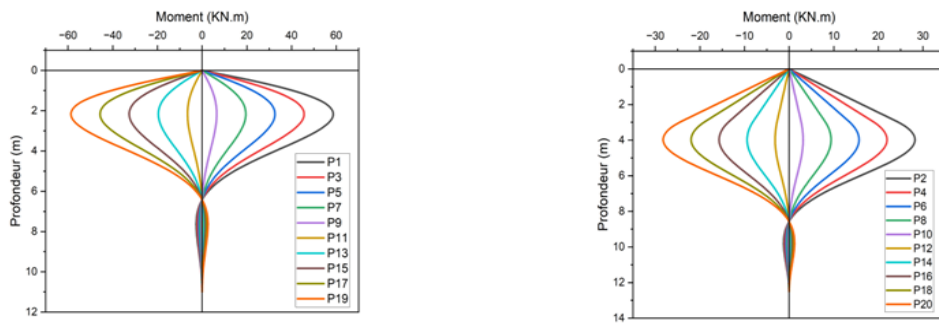 Moment (KN.m)
−60 −40 −20 0 20 40 60
Profondeur (m)
0
2
4
6
8
10
12
P1
P3
P5
P7
P9
P11
P13
P15
P17
P19
Moment (KN.m)
−30 −20 −10 0 10 20 30
Profondeur (m)
0
2
4
6
8
10
12
14
P2
P4
P6
P8
P10
P12
P14
P16
P18
P20